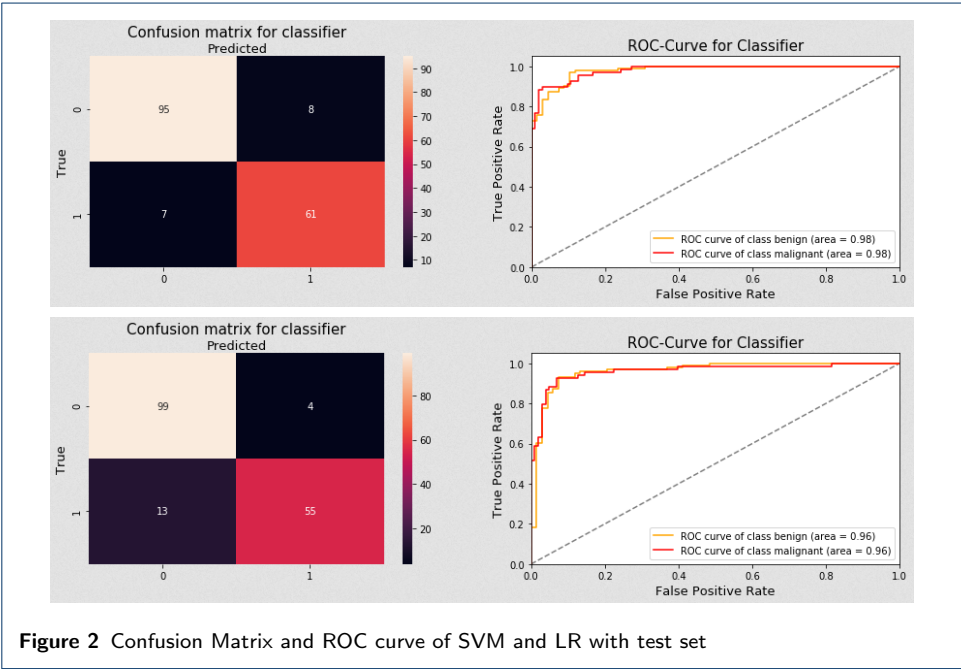 Confusion matrix for classifier
Predicted
0
95
8
1
7
61
True
0
1
90
80
70
60
50
40
30
20
10
ROC-Curve for Classifier
1.0
0.8
0.6
0.4
0.2
0.0
True Positive Rate
ROC curve of class benign (area = 0.98)
ROC curve of class malignant (area = 0.98)
0.0 0.2 0.4 0.6 0.8 1.0
False Positive Rate
Confusion matrix for classifier
Predicted
0
99
4
1
13
55
True
0
1
80
60
40
20
ROC-Curve for Classifier
1.0
0.8
0.6
0.4
0.2
0.0
True Positive Rate
ROC curve of class benign (area = 0.96)
ROC curve of class malignant (area = 0.96)
0.0 0.2 0.4 0.6 0.8 1.0
False Positive Rate
Figure 2 Confusion Matrix and ROC curve of SVM and LR with test set